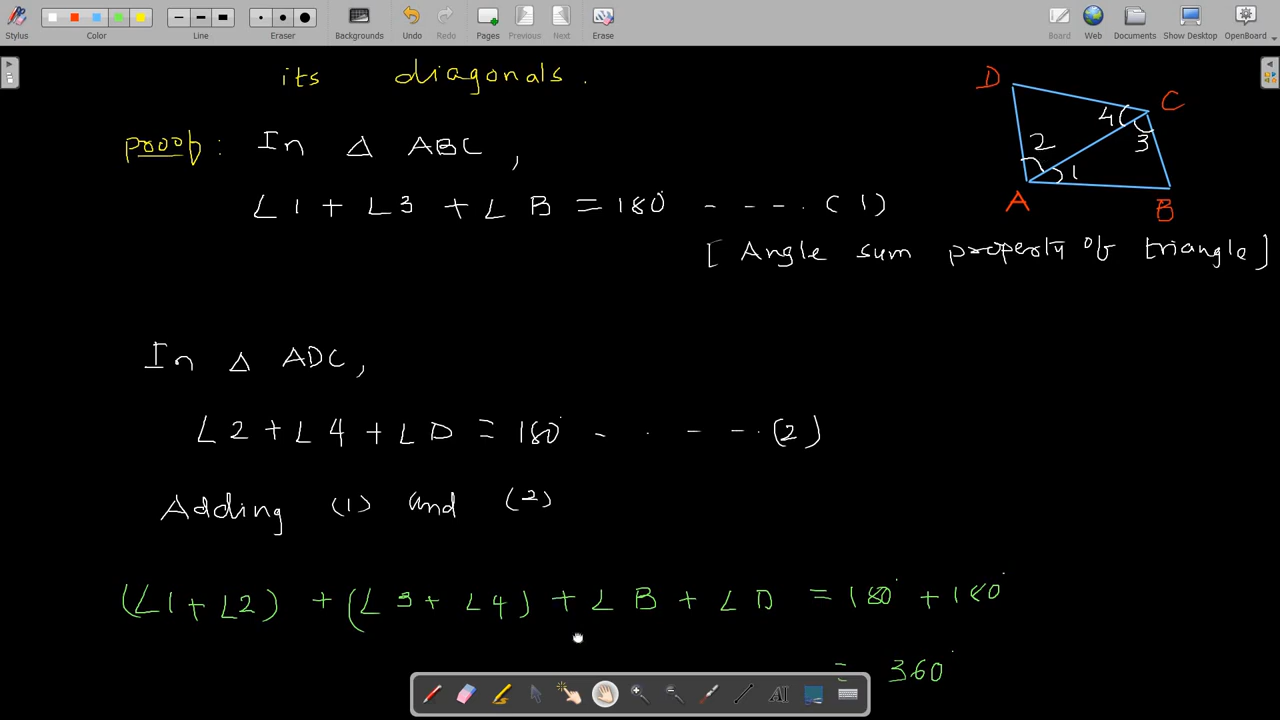 Stylus Color Line Eraser Backgrounds Undo Redo Pages Previous Next Erase Board Web Documents Show Desktop OpenBoard
its diagonals.
D C 4 3 2 1 A B
proof : In △ ABC,
∠1 + ∠3 + ∠B = 180° - - - - . (1)
[ Angle sum property of triangle ]
In △ ADC,
∠2 + ∠4 + ∠D = 180° - . - - . (2)
Adding (1) and (2)
(∠1 + ∠2) + (∠3 + ∠4) + ∠B + ∠D = 180° + 180°
= 360°